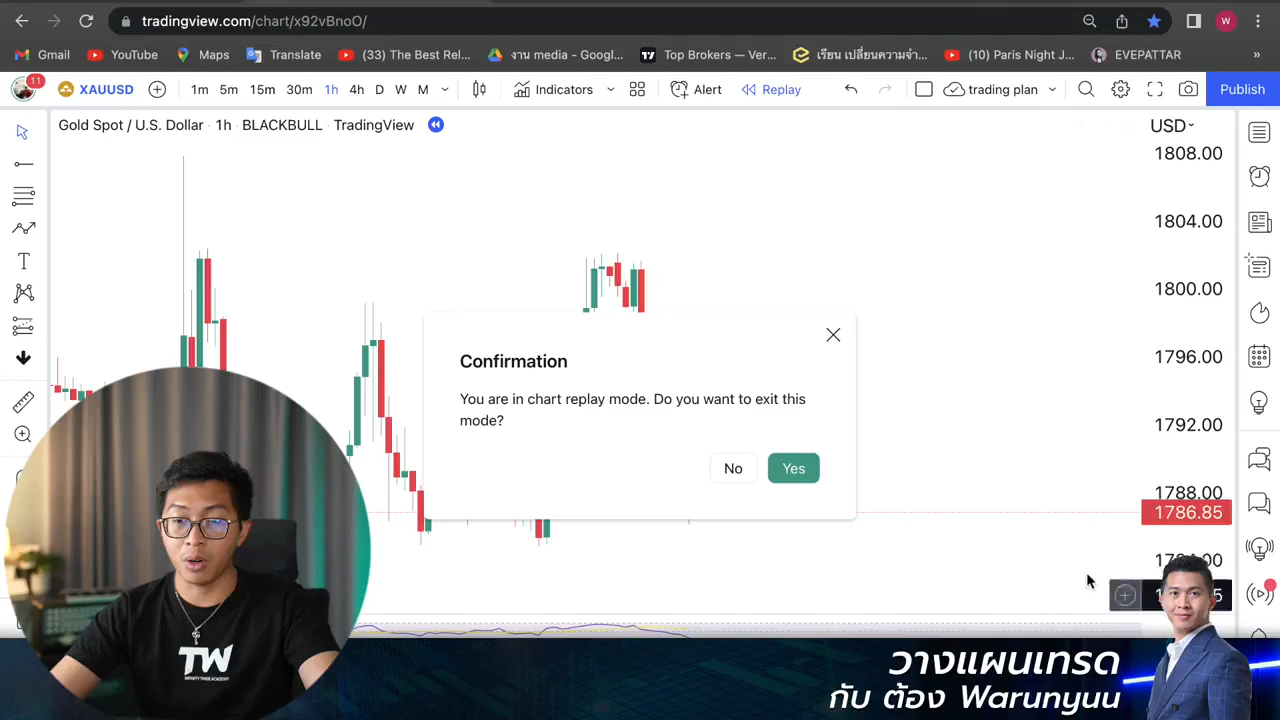 tradingview.com/chart/x92vBnoO/
W
Gmail
YouTube
Maps
Translate
(33) The Best Rel...
งาน media - Googl...
Top Brokers — Ver...
เรียน เปลี่ยนความจำ...
(10) Paris Night J...
EVEPATTAR
»
11
XAUUSD
1m 5m 15m 30m 1h 4h D W M
Indicators
Alert
Replay
trading plan
Publish
Gold Spot / U.S. Dollar · 1h · BLACKBULL · TradingView
USD
1808.00
1804.00
1800.00
1796.00
1792.00
1788.00
1786.85
Confirmation
You are in chart replay mode. Do you want to exit this
mode?
No
Yes
TW
INFINITY TRADE ACADEMY
วางแผนเทรด
กับ ต้อง Warunyuu